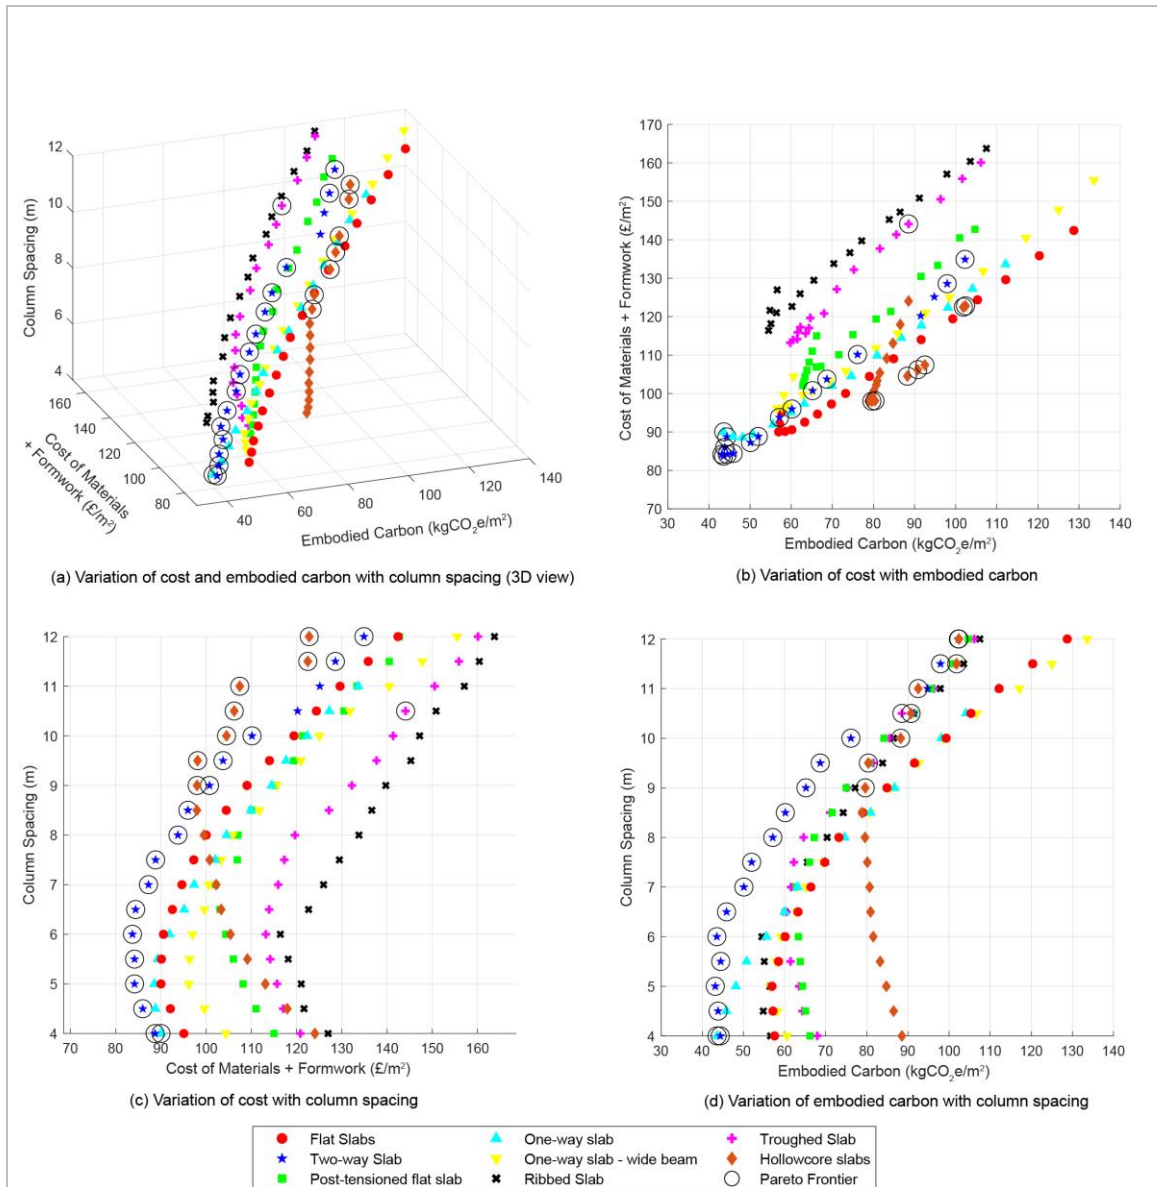 12
10
8
6
4
Column Spacing (m)
160
140
120
100
80
Cost of Materials
+ Formwork (£/m²)
40
60
80
100
120
140
Embodied Carbon (kgCO₂e/m²)
(a) Variation of cost and embodied carbon with column spacing (3D view)
170
160
150
140
130
120
110
100
90
80
70
Cost of Materials + Formwork (£/m²)
30 40 50 60 70 80 90 100 110 120 130 140
Embodied Carbon (kgCO₂e/m²)
(b) Variation of cost with embodied carbon
12
11
10
9
8
7
6
5
4
Column Spacing (m)
70 80 90 100 110 120 130 140 150 160
Cost of Materials + Formwork (£/m²)
(c) Variation of cost with column spacing
12
11
10
9
8
7
6
5
4
Column Spacing (m)
30 40 50 60 70 80 90 100 110 120 130 140
Embodied Carbon (kgCO₂e/m²)
(d) Variation of embodied carbon with column spacing
Flat Slabs One-way slab Troughed Slab
Two-way Slab One-way slab - wide beam Hollowcore slabs
Post-tensioned flat slab Ribbed Slab Pareto Frontier